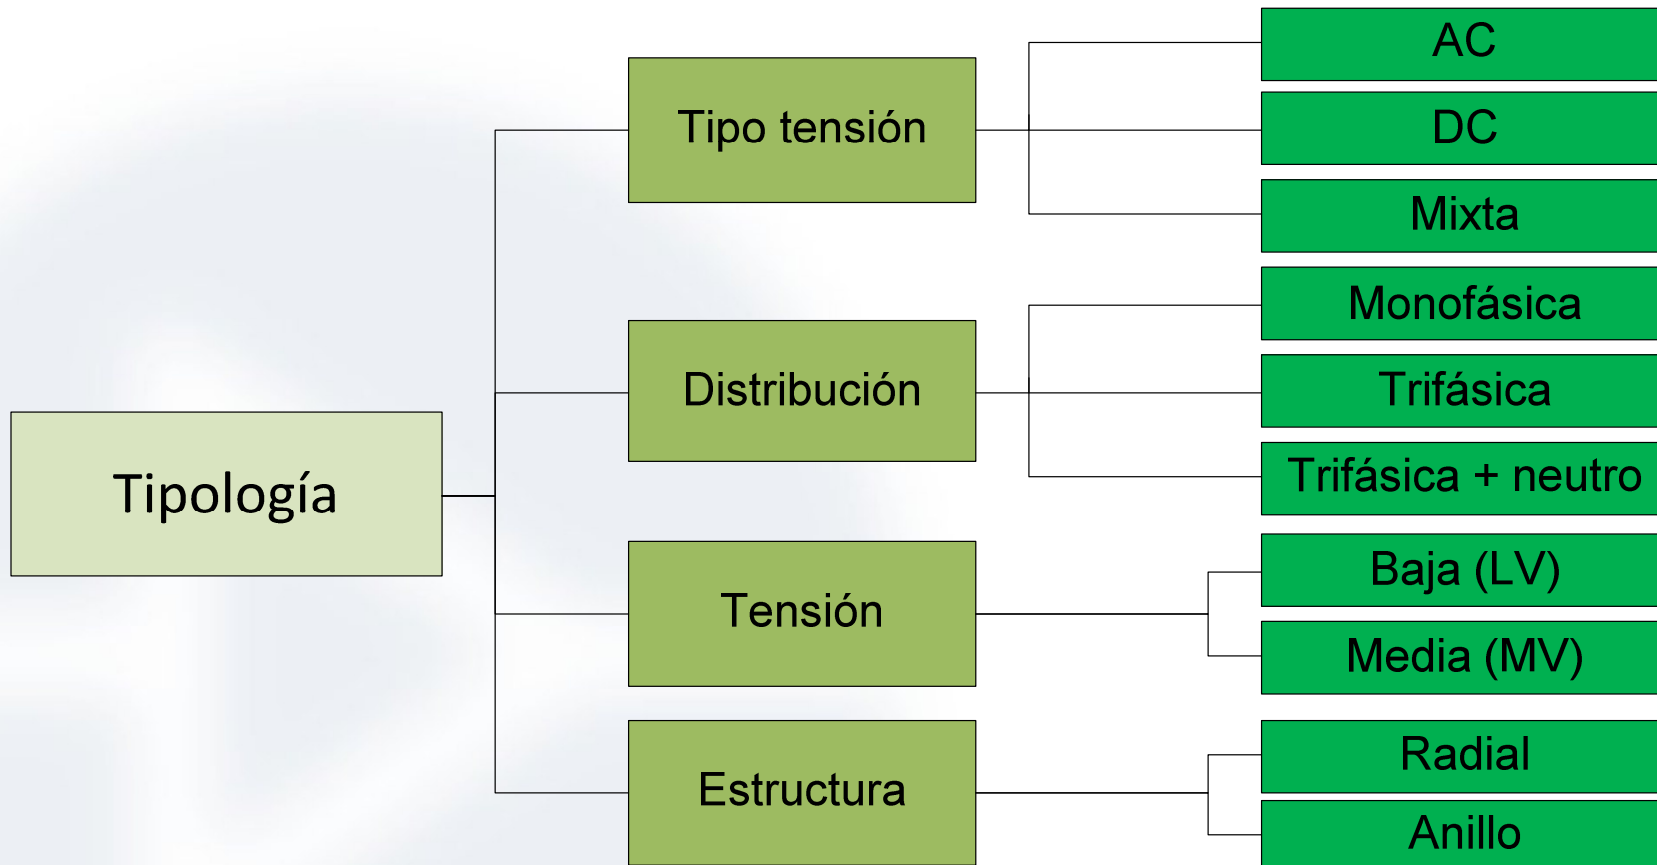 Tipología
Tipo tensión
AC
DC
Mixta
Distribución
Monofásica
Trifásica
Trifásica + neutro
Tensión
Baja (LV)
Media (MV)
Estructura
Radial
Anillo